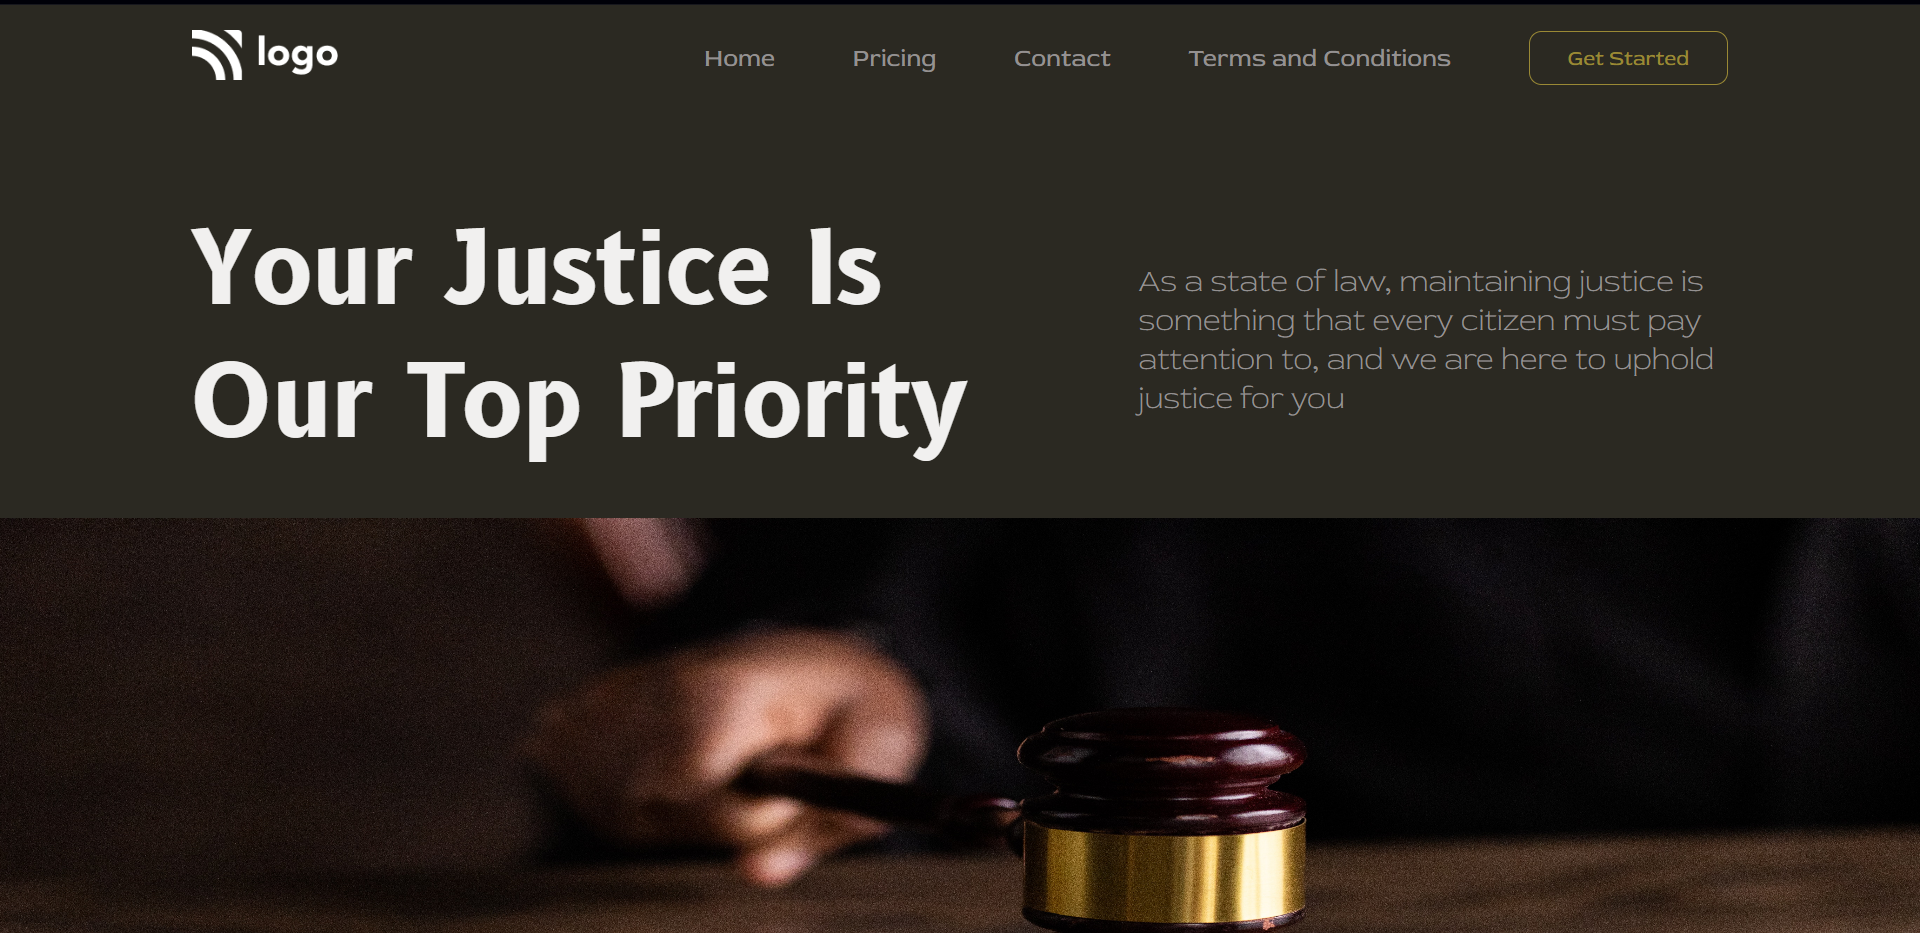 logo
Home
Pricing
Contact
Terms and Conditions
Get Started
Your Justice Is
Our Top Priority
As a state of law, maintaining justice is
something that every citizen must pay
attention to, and we are here to uphold
justice for you